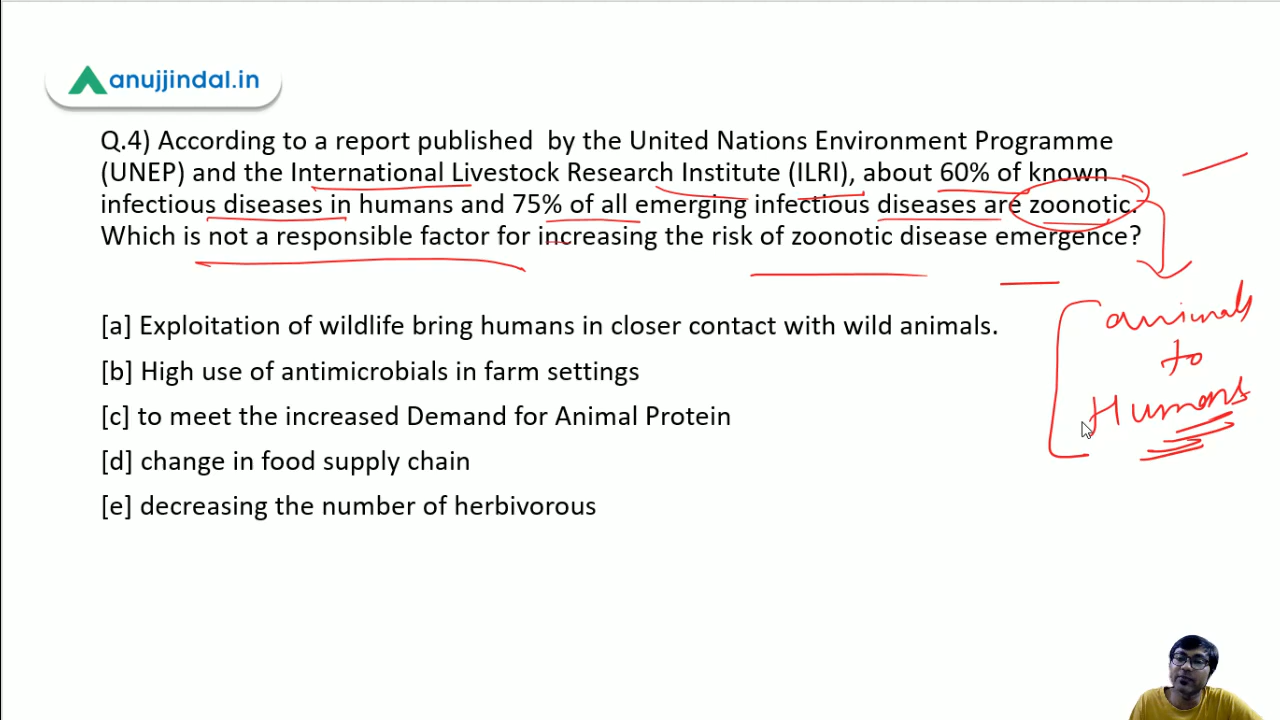 anujjindal.in
Q.4) According to a report published by the United Nations Environment Programme
(UNEP) and the International Livestock Research Institute (ILRI), about 60% of known
infectious diseases in humans and 75% of all emerging infectious diseases are zoonotic.
Which is not a responsible factor for increasing the risk of zoonotic disease emergence?
[a] Exploitation of wildlife bring humans in closer contact with wild animals.
[b] High use of antimicrobials in farm settings
[c] to meet the increased Demand for Animal Protein
[d] change in food supply chain
[e] decreasing the number of herbivorous
animals
to
Humans